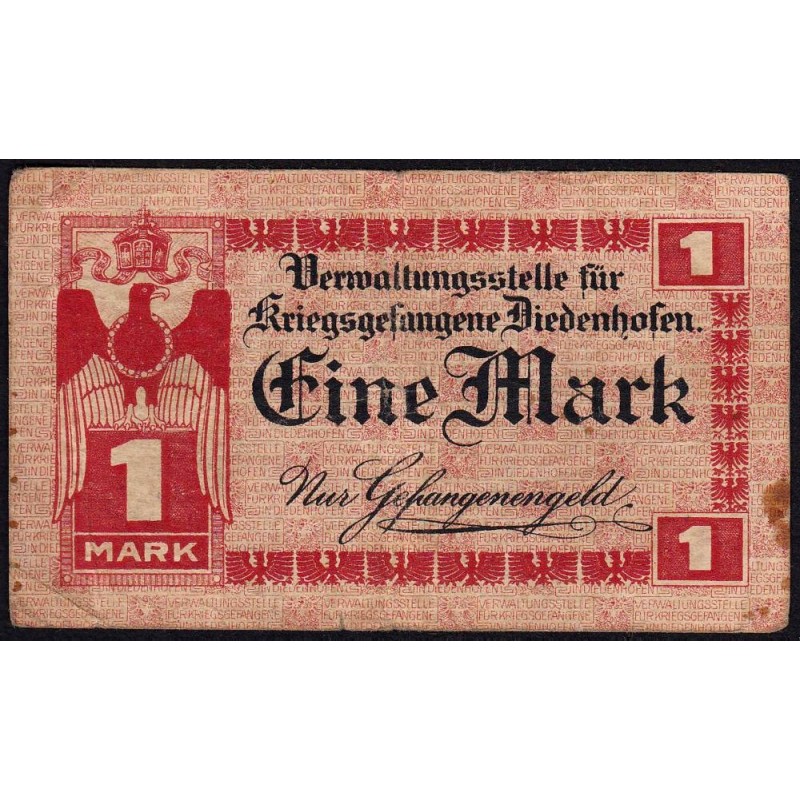 VERWALTUNGSSTELLE
FÜR KRIEGSGEFANGENE
IN DIEDENHOFEN
1
Verwaltungsstelle für
Kriegsgefangene Diedenhofen.
Eine Mark
Nur Gefangenengeld
1
MARK
1